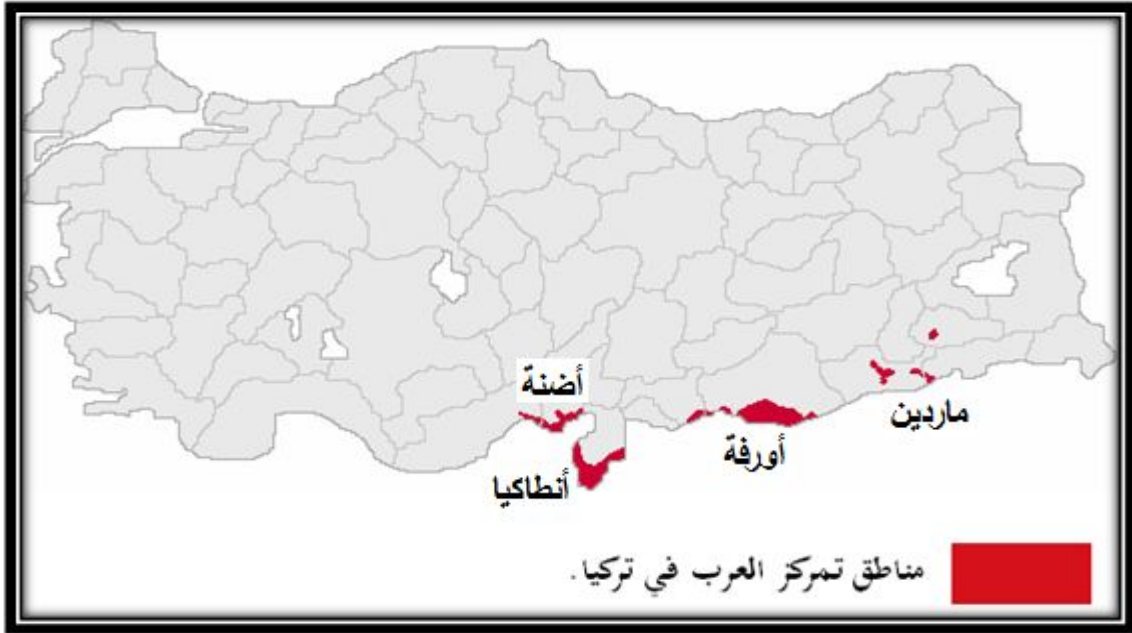 أضنة
ماردين
أورفة
أنطاكيا
مناطق تمركز العرب في تركيا.